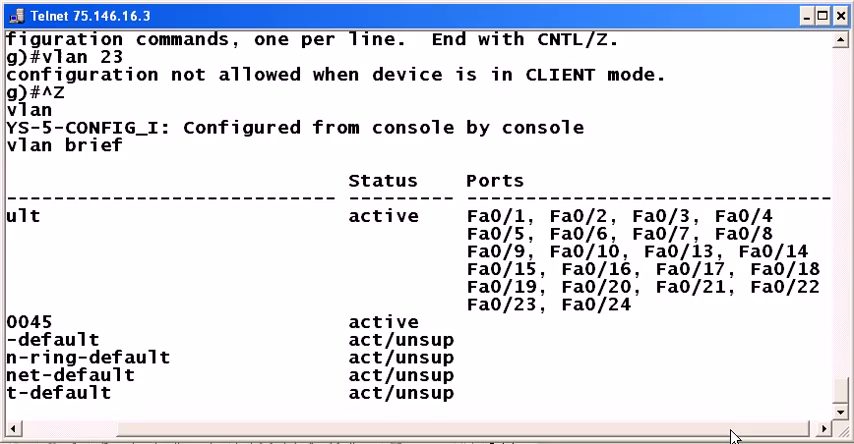 Telnet 75.146.16.3
figuration commands, one per line.  End with CNTL/Z.
g)#vlan 23
configuration not allowed when device is in CLIENT mode.
g)#^Z
vlan
YS-5-CONFIG_I: Configured from console by console
vlan brief
Status    Ports
--------------------------- --------- -------------------------------
ult                          active    Fa0/1, Fa0/2, Fa0/3, Fa0/4
Fa0/5, Fa0/6, Fa0/7, Fa0/8
Fa0/9, Fa0/10, Fa0/13, Fa0/14
Fa0/15, Fa0/16, Fa0/17, Fa0/18
Fa0/19, Fa0/20, Fa0/21, Fa0/22
Fa0/23, Fa0/24
0045                         active
-default                     act/unsup
n-ring-default               act/unsup
net-default                  act/unsup
t-default                    act/unsup